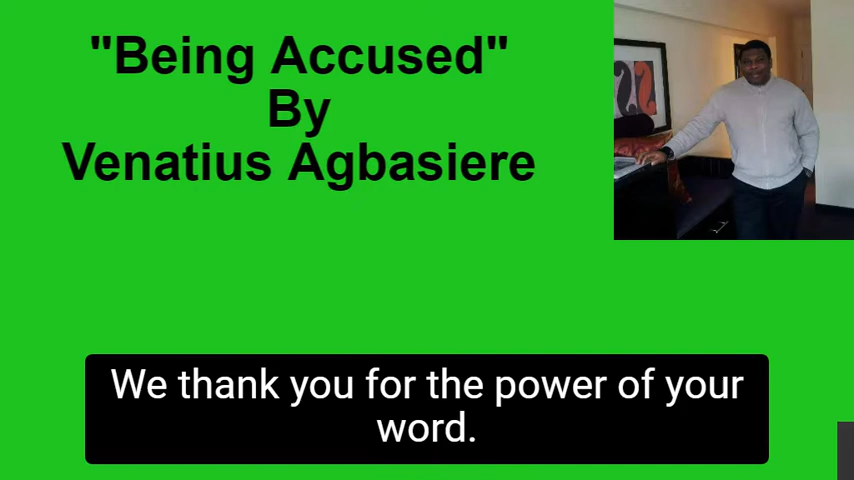 "Being Accused"
By
Venatius Agbasiere
We thank you for the power of your
word.